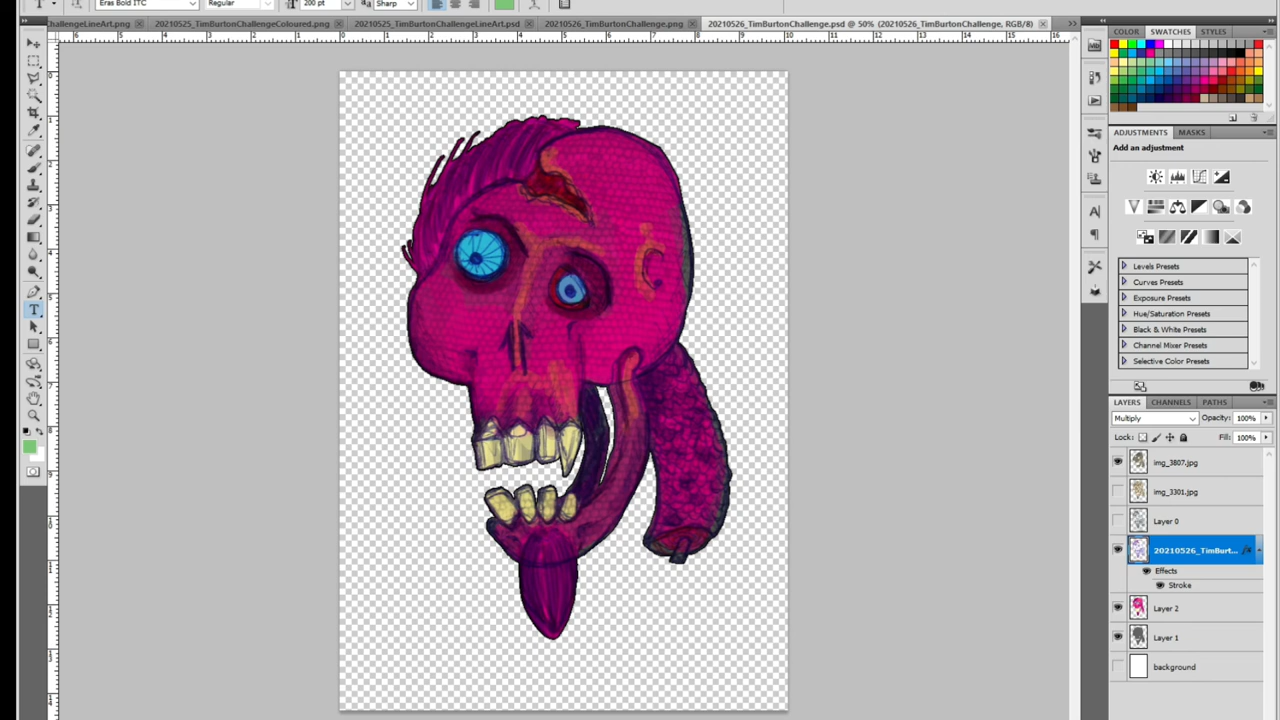 Eras Bold ITC Regular 200 pt Sharp
ChallengeLineArt.png 20210525_TimBurtonChallengeColoured.png 20210525_TimBurtonChallengeLineArt.psd 20210526_TimBurtonChallenge.png 20210526_TimBurtonChallenge.psd @ 50% (20210526_TimBurtonChallenge, RGB/8)
COLOR SWATCHES STYLES
ADJUSTMENTS MASKS
Add an adjustment
Levels Presets
Curves Presets
Exposure Presets
Hue/Saturation Presets
Black & White Presets
Channel Mixer Presets
Selective Color Presets
LAYERS CHANNELS PATHS
Multiply Opacity: 100%
Lock: Fill: 100%
img_3807.jpg
img_3301.jpg
Layer 0
20210526_TimBurt...
Effects
Stroke
Layer 2
Layer 1
background